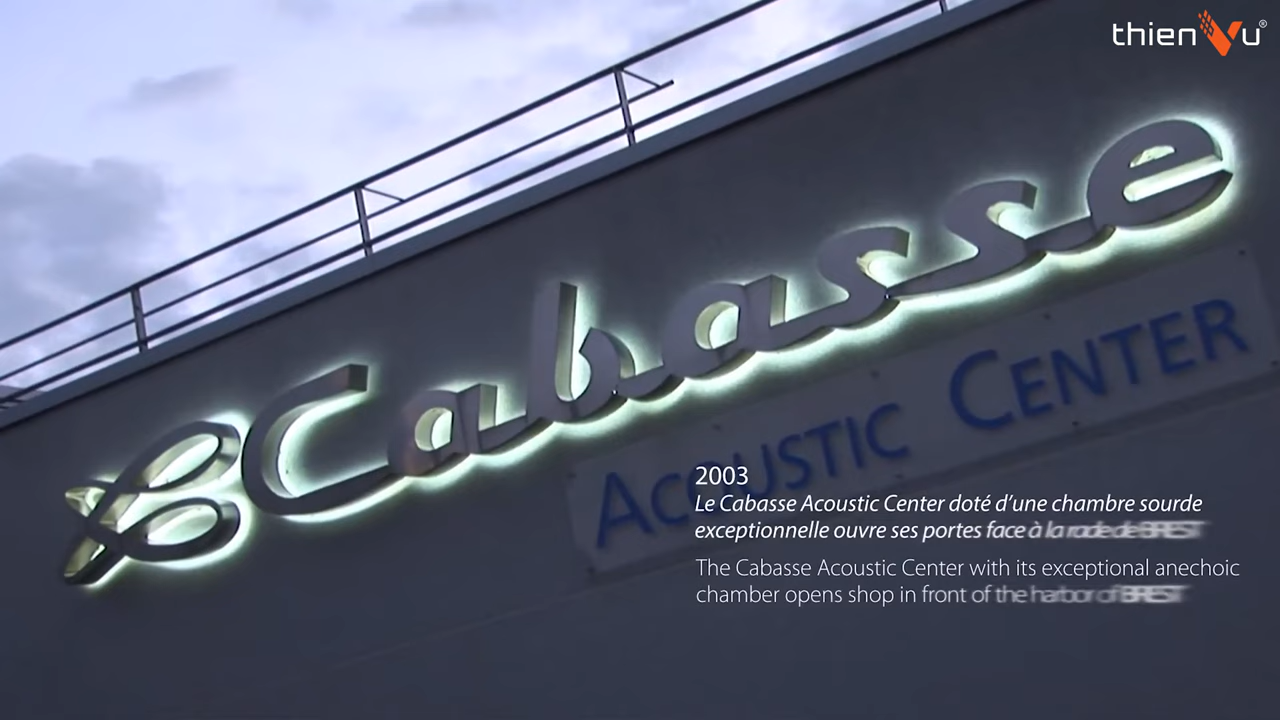 thienVu®
Cabasse
ACOUSTIC CENTER
2003
Le Cabasse Acoustic Center doté d'une chambre sourde
exceptionnelle ouvre ses portes face à la rade de BREST
The Cabasse Acoustic Center with its exceptional anechoic
chamber opens shop in front of the harbor of BREST